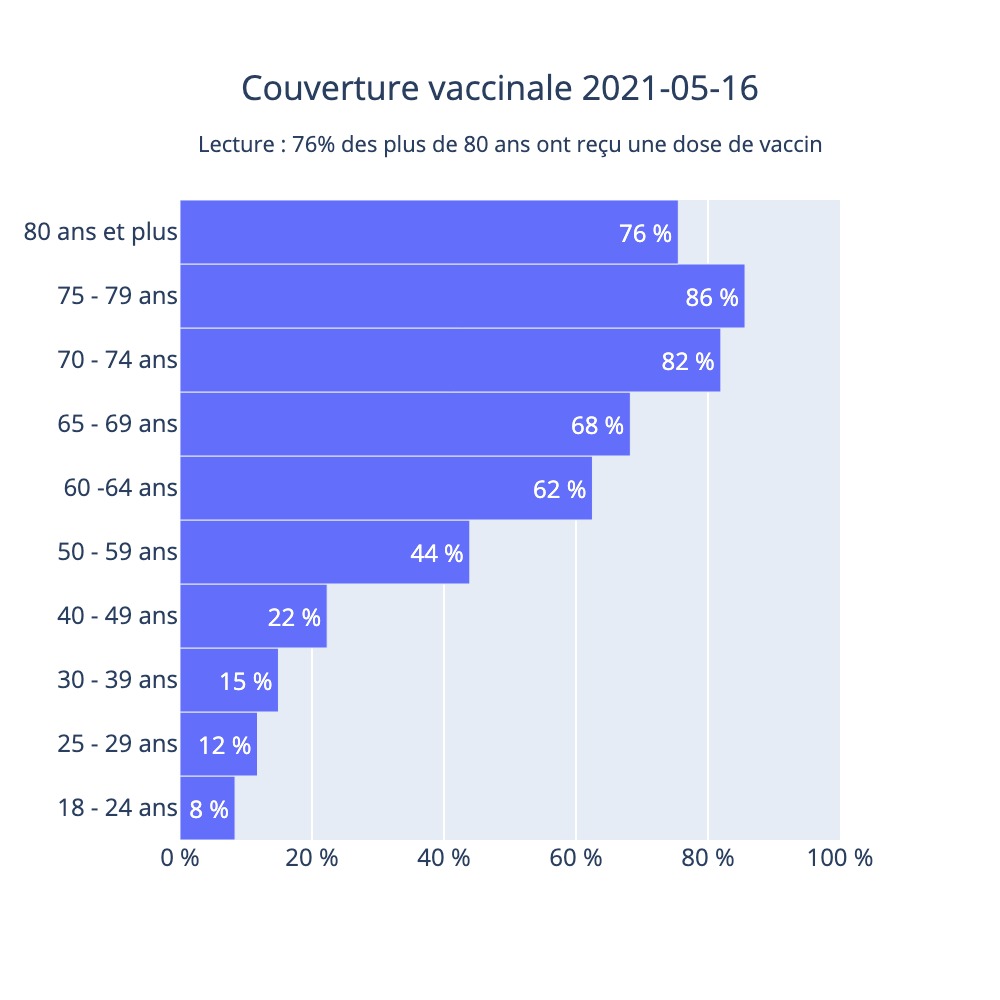 Couverture vaccinale 2021-05-16
Lecture : 76% des plus de 80 ans ont reçu une dose de vaccin
80 ans et plus 76 %
75 - 79 ans 86 %
70 - 74 ans 82 %
65 - 69 ans 68 %
60 -64 ans 62 %
50 - 59 ans 44 %
40 - 49 ans 22 %
30 - 39 ans 15 %
25 - 29 ans 12 %
18 - 24 ans 8 %
0 % 20 % 40 % 60 % 80 % 100 %